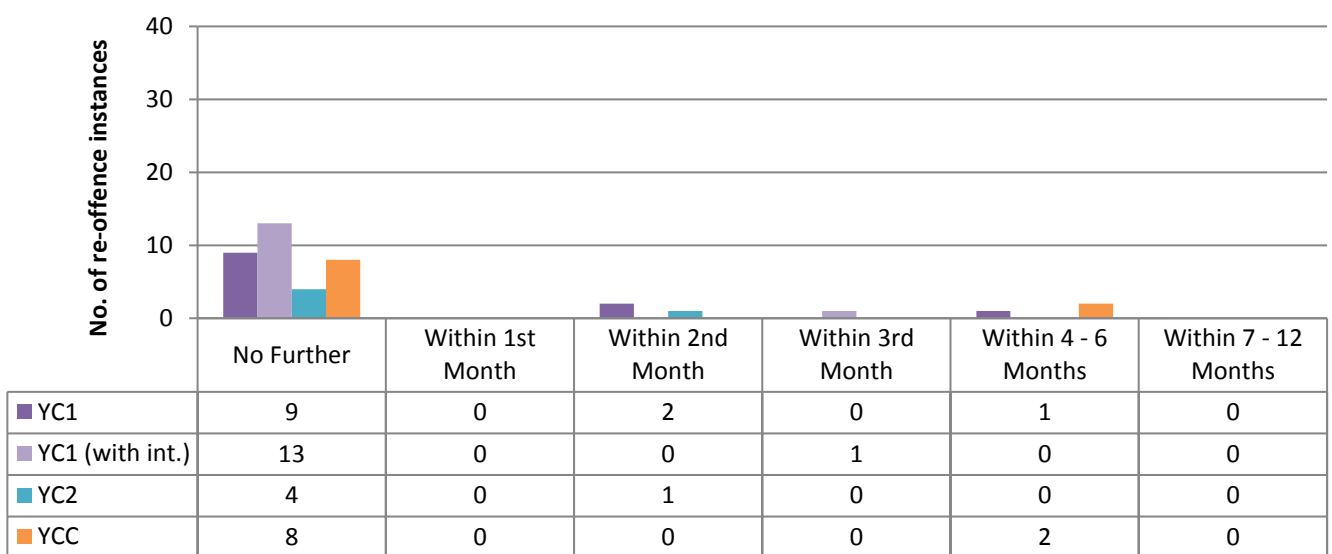 No. of re-offence instances
40
30
20
10
0
No Further
Within 1st Month
Within 2nd Month
Within 3rd Month
Within 4 - 6 Months
Within 7 - 12 Months
YC1 9 0 2 0 1 0
YC1 (with int.) 13 0 0 1 0 0
YC2 4 0 1 0 0 0
YCC 8 0 0 0 2 0